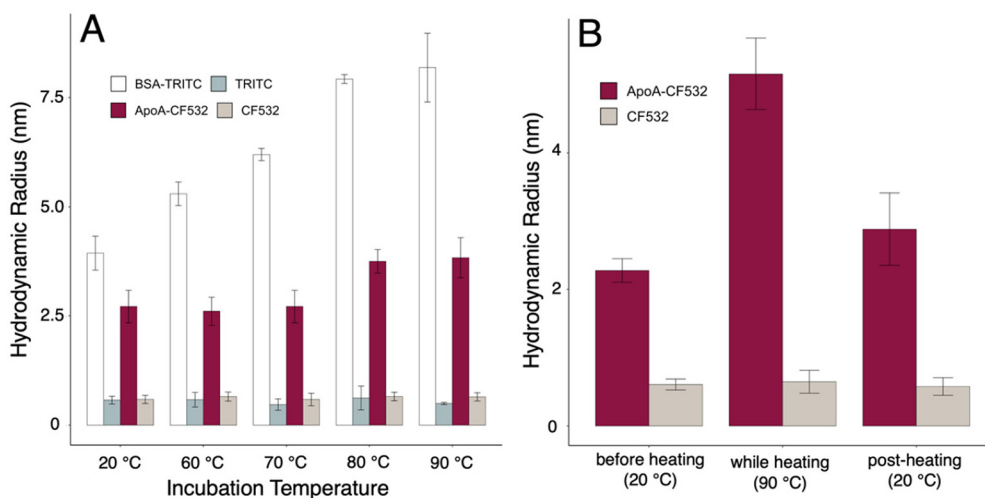 A
BSA-TRITC
TRITC
ApoA-CF532
CF532
Hydrodynamic Radius (nm)
7.5
5.0
2.5
0
20 °C
60 °C
70 °C
80 °C
90 °C
Incubation Temperature
B
ApoA-CF532
CF532
Hydrodynamic Radius (nm)
4
2
0
before heating
(20 °C)
while heating
(90 °C)
post-heating
(20 °C)